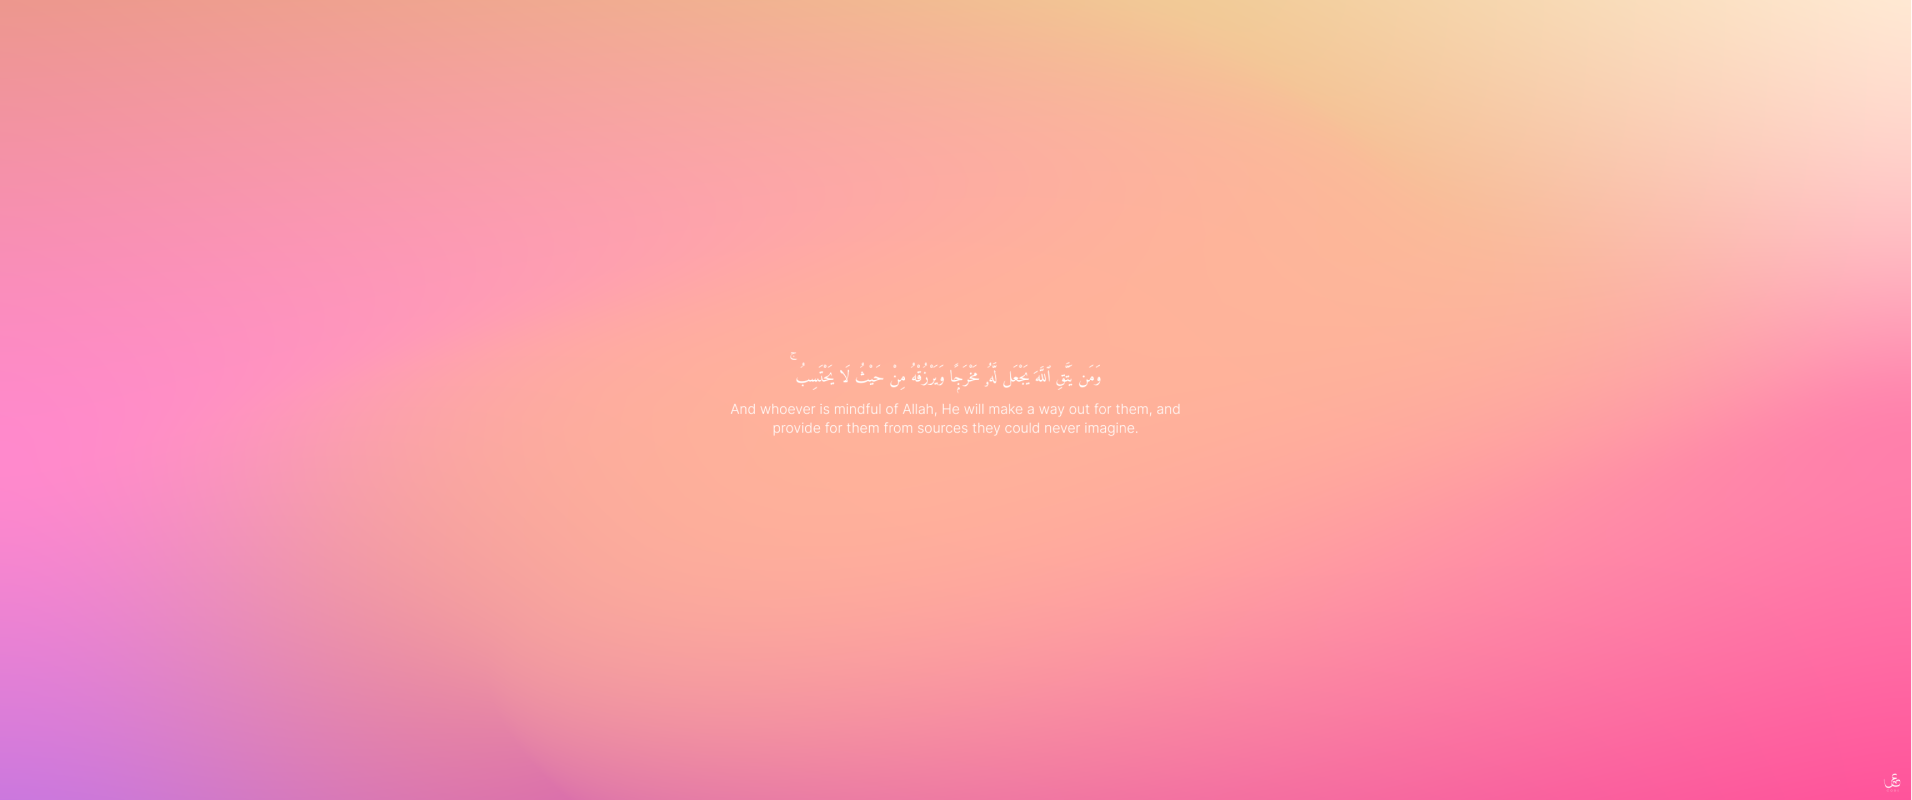 وَمَن يَتَّقِ ٱللَّهَ يَجْعَل لَّهُۥ مَخْرَجًۭا وَيَرْزُقْهُ مِنْ حَيْثُ لَا يَحْتَسِبُ ۚ
And whoever is mindful of Allah, He will make a way out for them, and
provide for them from sources they could never imagine.